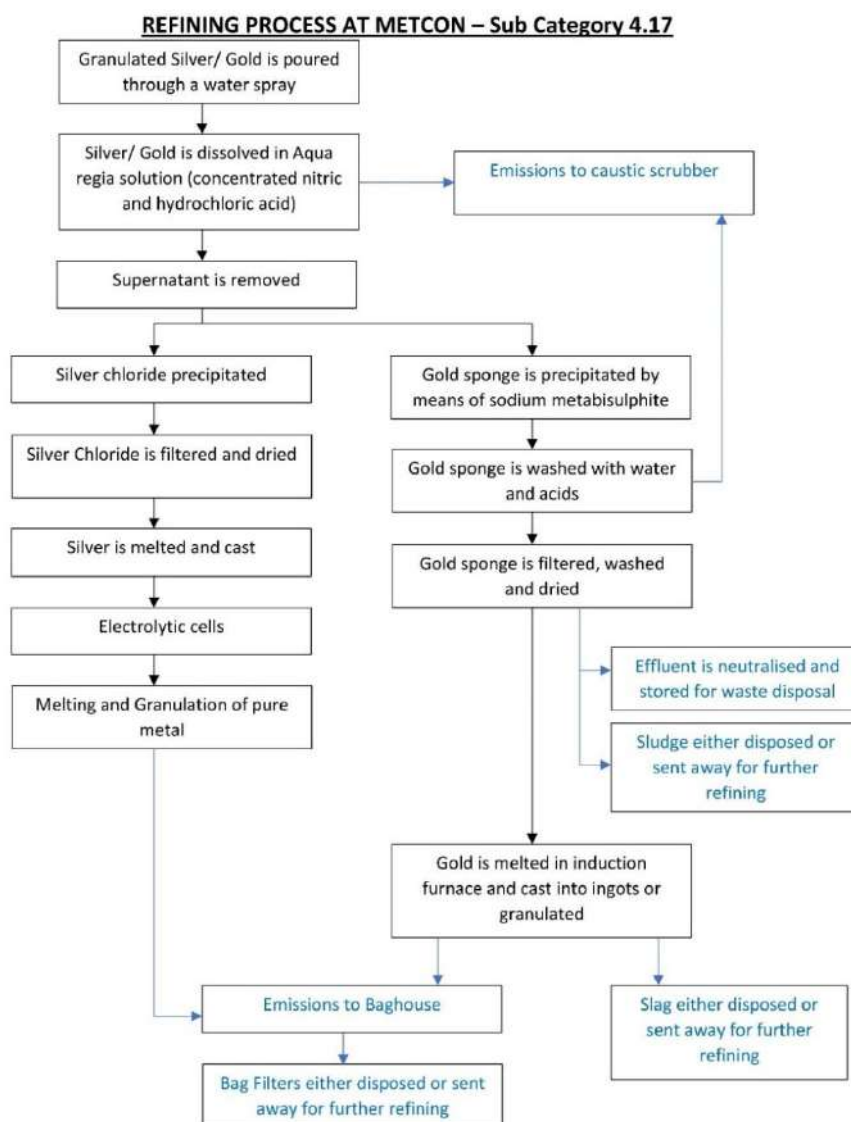 REFINING PROCESS AT METCON – Sub Category 4.17
Granulated Silver/ Gold is poured
through a water spray
Silver/ Gold is dissolved in Aqua
regia solution (concentrated nitric
and hydrochloric acid)
Emissions to caustic scrubber
Supernatant is removed
Silver chloride precipitated
Gold sponge is precipitated by
means of sodium metabisulphite
Silver Chloride is filtered and dried
Gold sponge is washed with water
and acids
Silver is melted and cast
Gold sponge is filtered, washed
and dried
Electrolytic cells
Effluent is neutralised and
stored for waste disposal
Melting and Granulation of pure
metal
Sludge either disposed or
sent away for further
refining
Gold is melted in induction
furnace and cast into ingots or
granulated
Emissions to Baghouse
Slag either disposed or
sent away for further
refining
Bag Filters either disposed or sent
away for further refining